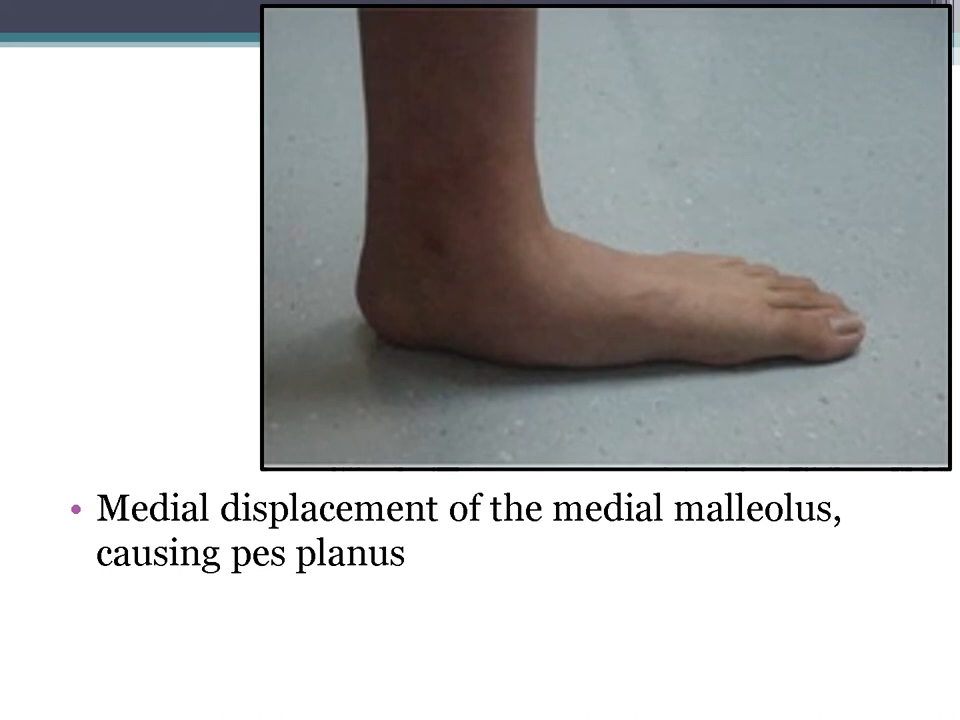 • Medial displacement of the medial malleolus,
causing pes planus